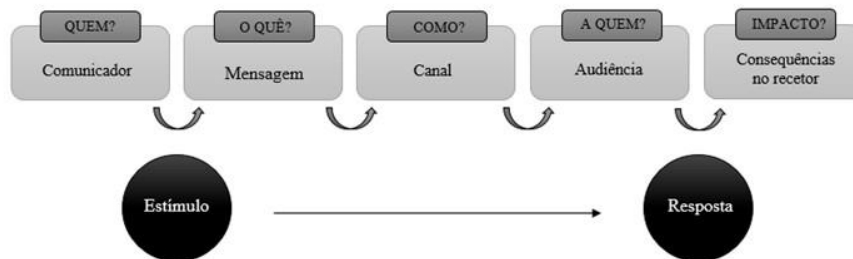 QUEM?
Comunicador
O QUÊ?
Mensagem
COMO?
Canal
A QUEM?
Audiência
IMPACTO?
Consequências
no recetor
Estímulo
Resposta